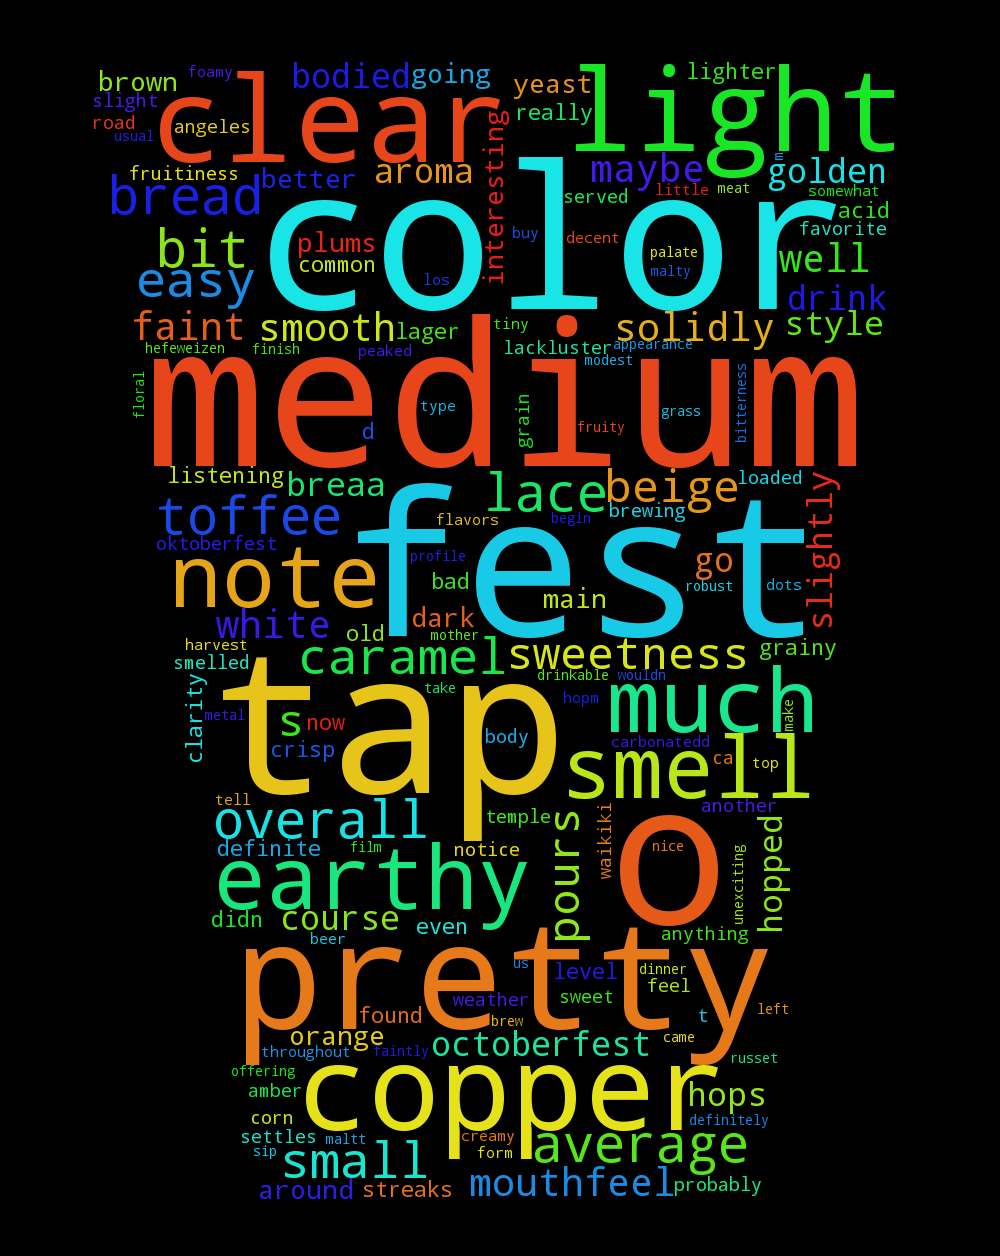 foamy
bodied going
lighter
brown
clear
light
yeast
slight
really
road
angeles
usual
interesting
m
fruitiness
better
aroma
maybe
golden
bread
served
little
meat
somewhat
color
acid
favorite
bit
plums
buy
decent
palate
well
common
malty
easy
los
drink
faint
smooth
lager
tiny
solidly
style
hefeweizen
finish
peaked
lackluster
appearance
modest
medium
floral
type
d
grain
fruity
grass
bitterness
listening
breaa
lace
beige
loaded
toffee
flavors
begin
brewing
slightly
oktoberfest
fest
note
profile
bad
go
robust
dots
main
white
old
dark
mother
harvest
caramel
sweetness
grainy
smelled
drinkable
wouldn
clarity
tap
take
hopm
much
make
metal
s
now
crisp
body
carbonatedd
smell
ca
top
tell
another
overall
temple
pours
waikiki
o
hopped
definite
film
notice
nice
earthy
unexciting
didn
course
even
anything
beer
pretty
us
level
dinner
weather
sweet
feel
found
brew
t
left
orange
came
throughout
faintly
octoberfest
russet
offering
copper
amber
hops
corn
definitely
settles
maltt
creamy
average
sip
small
form
around
streaks
mouthfeel
probably